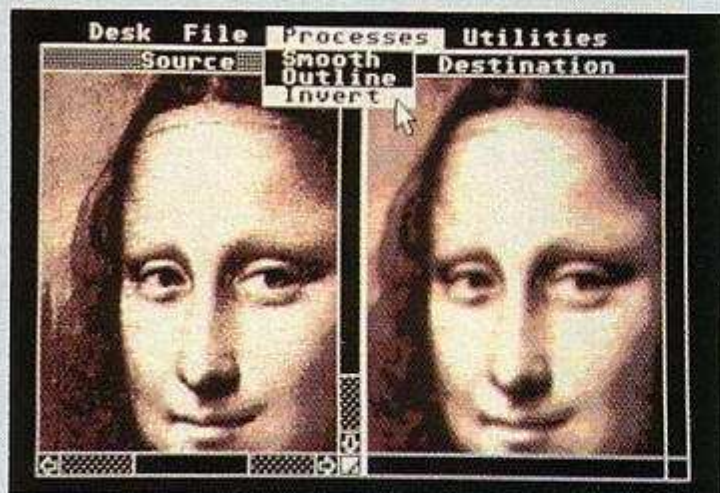 Desk File Processes Utilities
Source Smooth Destination
Outline
Invert